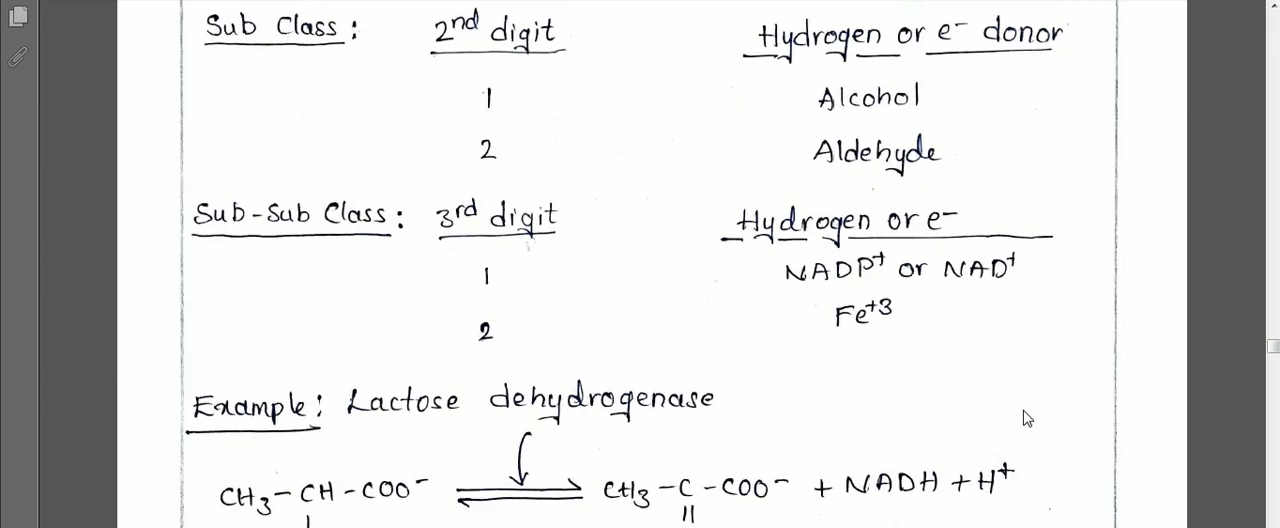 Sub Class: 2nd digit Hydrogen or e- donor
1 Alcohol
2 Aldehyde
Sub-Sub Class: 3rd digit Hydrogen or e-
1 NADP+ or NAD+
2 Fe+3
Example: Lactose dehydrogenase
CH3-CH-COO- ⇌ CH3-C-COO- + NADH + H+